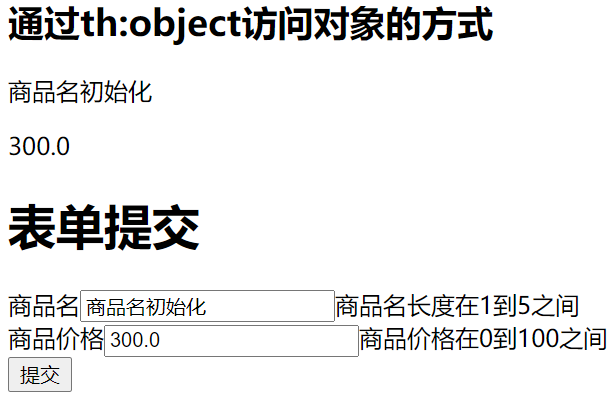 通过th:object访问对象的方式
商品名初始化
300.0
表单提交
商品名 商品名初始化 商品名长度在1到5之间
商品价格 300.0 商品价格在0到100之间
提交